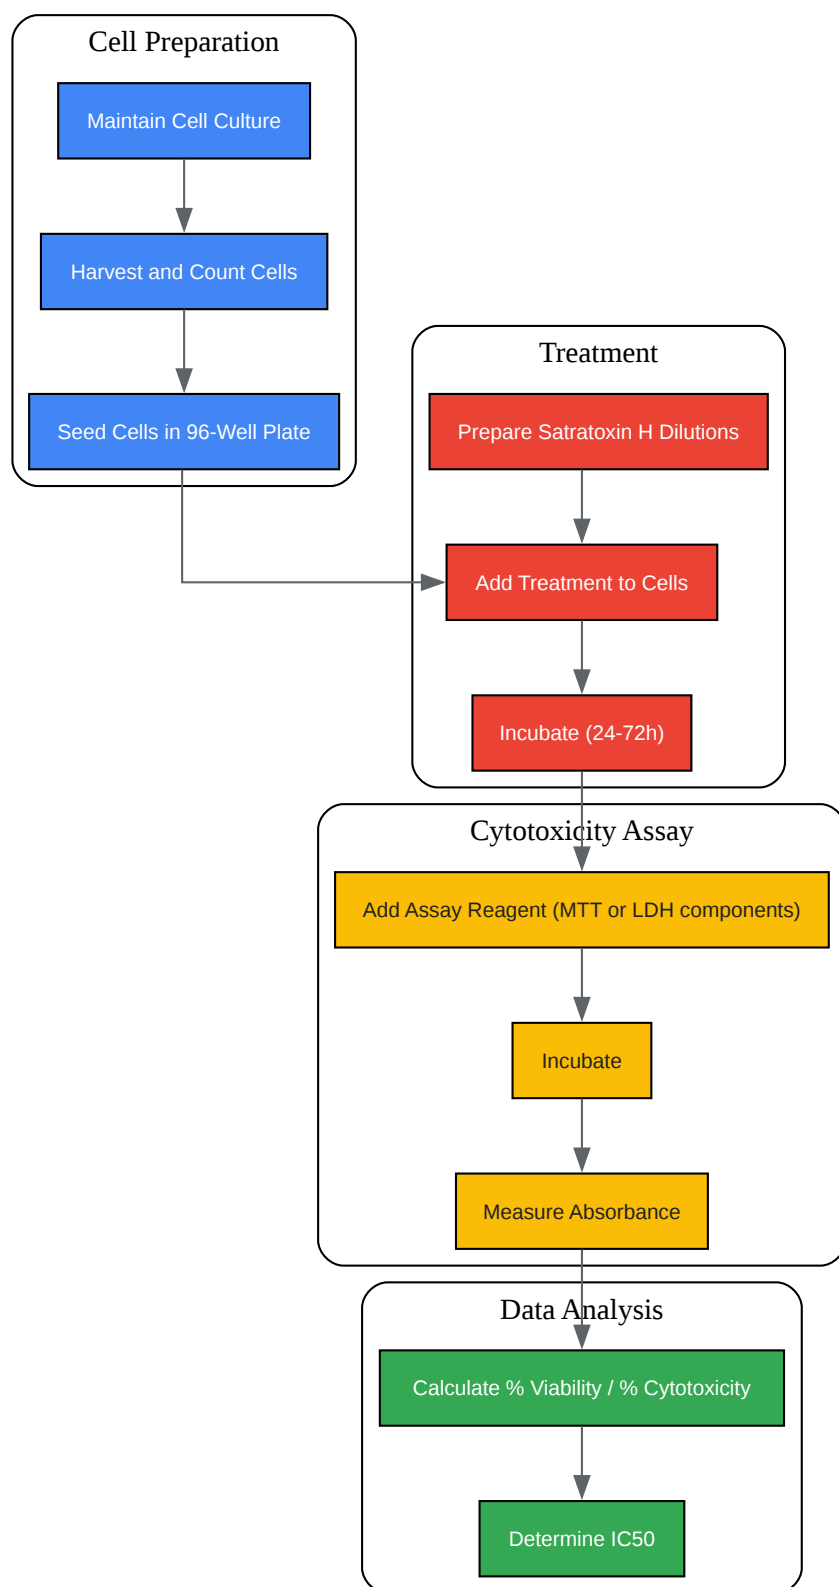 Cell Preparation
Maintain Cell Culture
Harvest and Count Cells
Seed Cells in 96-Well Plate
Treatment
Prepare Satratoxin H Dilutions
Add Treatment to Cells
Incubate (24-72h)
Cytotoxicity Assay
Add Assay Reagent (MTT or LDH components)
Incubate
Measure Absorbance
Data Analysis
Calculate % Viability / % Cytotoxicity
Determine IC50